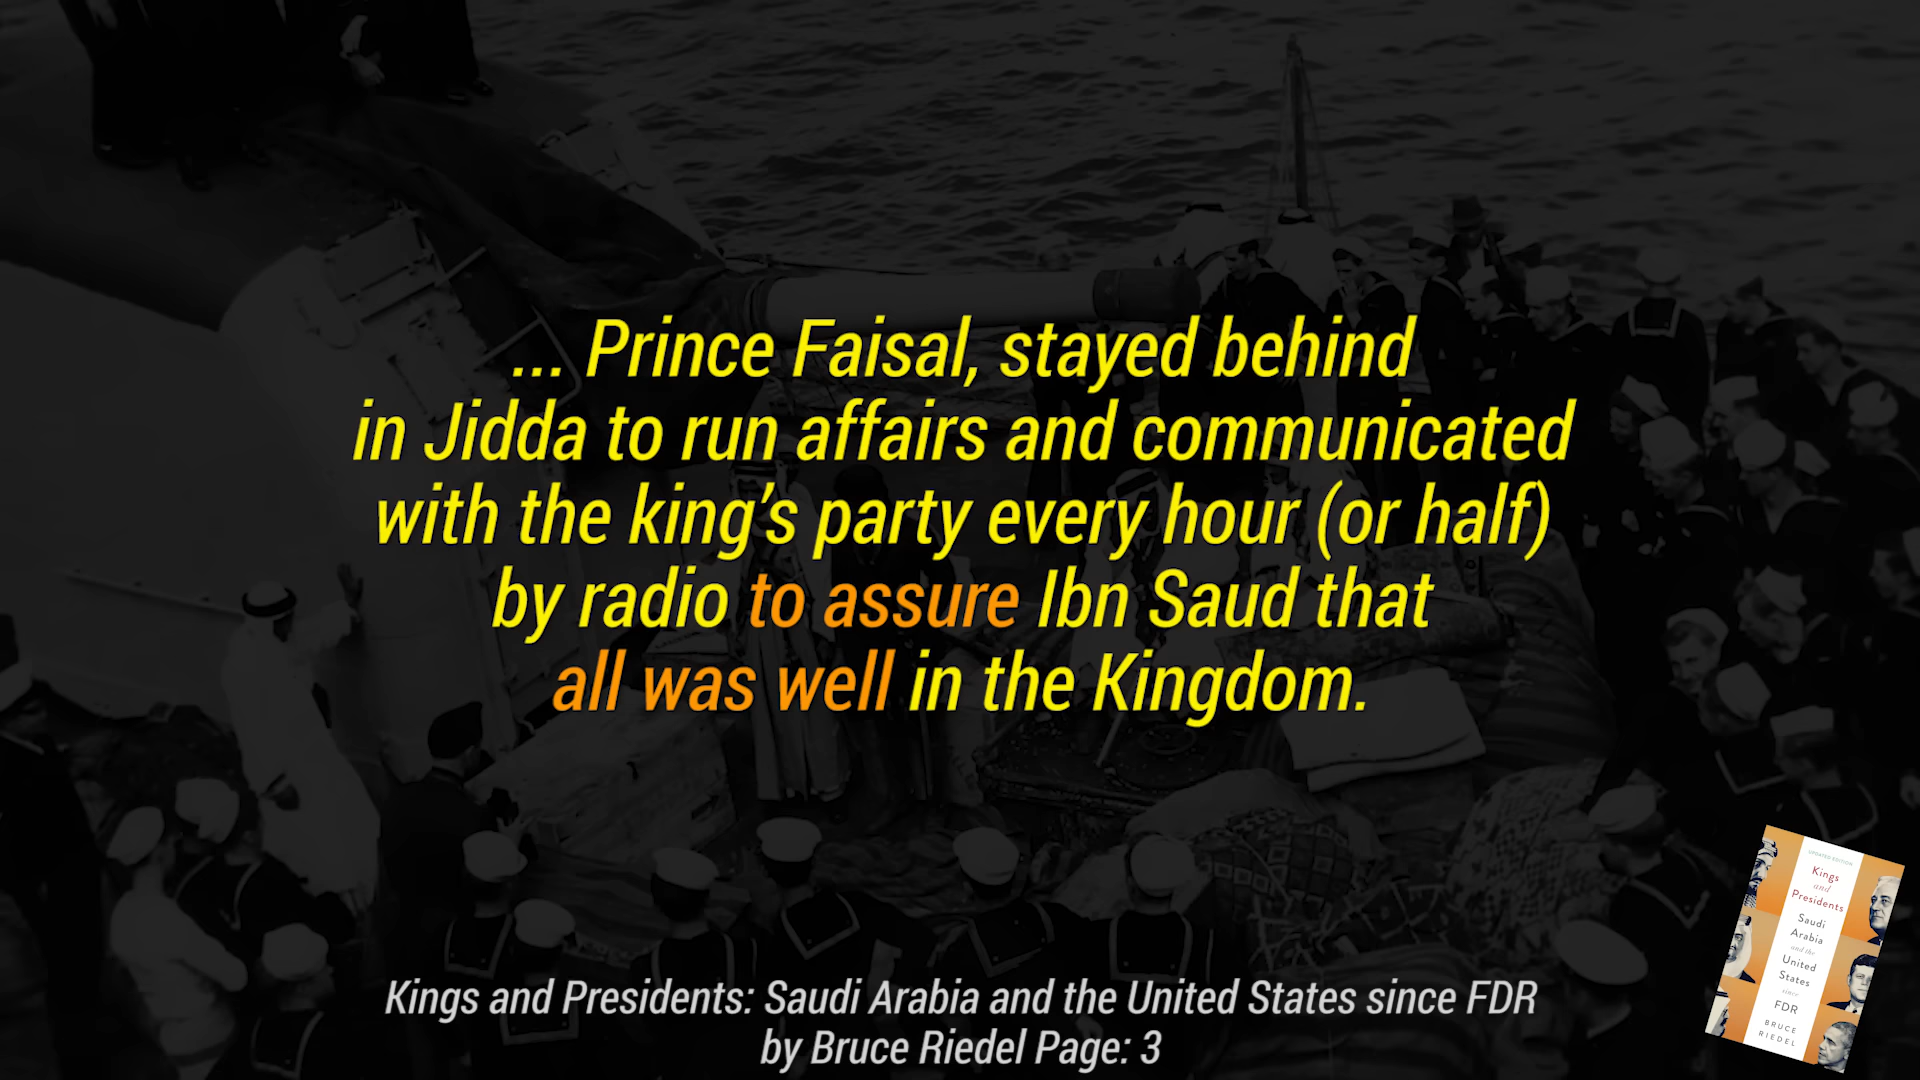 ... Prince Faisal, stayed behind
in Jidda to run affairs and communicated
with the king’s party every hour (or half)
by radio to assure Ibn Saud that
all was well in the Kingdom.
Kings and Presidents: Saudi Arabia and the United States since FDR
by Bruce Riedel Page: 3
UPDATED EDITION
Kings
and
Presidents
Saudi
Arabia
and the
United
States
since
FDR
BRUCE
RIEDEL